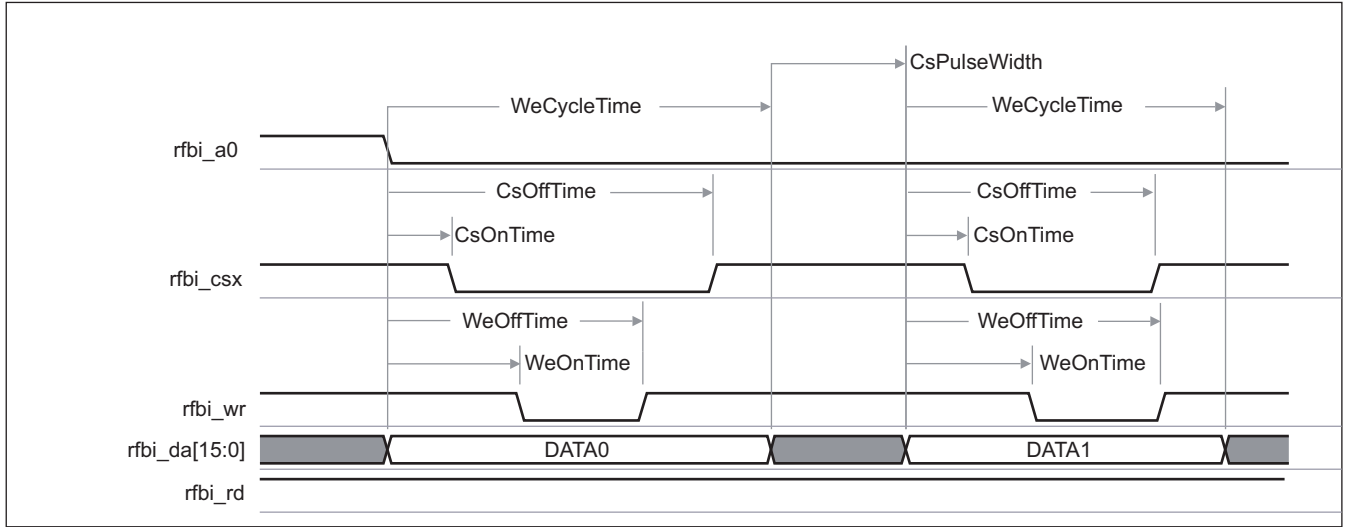 CsPulseWidth
WeCycleTime WeCycleTime
rfbi_a0
CsOffTime CsOffTime
CsOnTime CsOnTime
rfbi_csx
WeOffTime WeOffTime
WeOnTime WeOnTime
rfbi_wr
rfbi_da[15:0] DATA0 DATA1
rfbi_rd